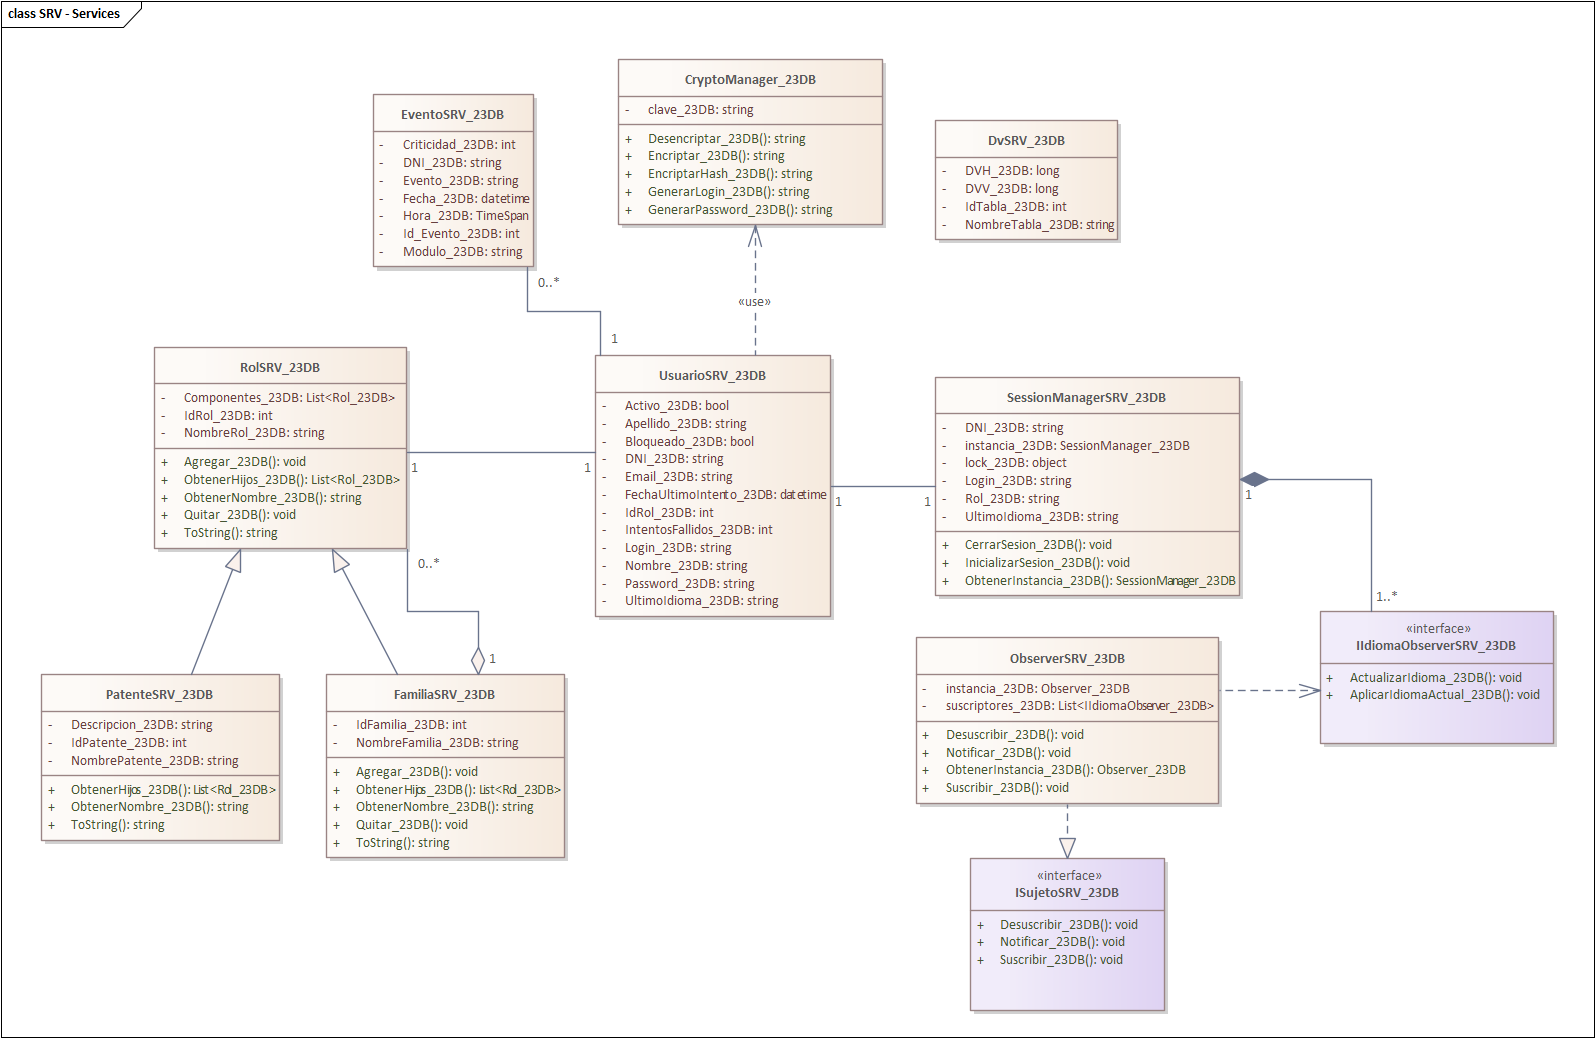 class SRV - Services
EventoSRV_23DB
- Criticidad_23DB: int
- DNI_23DB: string
- Evento_23DB: string
- Fecha_23DB: datetime
- Hora_23DB: TimeSpan
- Id_Evento_23DB: int
- Modulo_23DB: string
0..*
1
CryptoManager_23DB
- clave_23DB: string
+ Desencriptar_23DB(): string
+ Encriptar_23DB(): string
+ EncriptarHash_23DB(): string
+ GenerarLogin_23DB(): string
+ GenerarPassword_23DB(): string
«use»
DvSRV_23DB
- DVH_23DB: long
- DVV_23DB: long
- IdTabla_23DB: int
- NombreTabla_23DB: string
RolSRV_23DB
- Componentes_23DB: List<Rol_23DB>
- IdRol_23DB: int
- NombreRol_23DB: string
+ Agregar_23DB(): void
+ ObtenerHijos_23DB(): List<Rol_23DB>
+ ObtenerNombre_23DB(): string
+ Quitar_23DB(): void
+ ToString(): string
1
1
0..*
1
UsuarioSRV_23DB
- Activo_23DB: bool
- Apellido_23DB: string
- Bloqueado_23DB: bool
- DNI_23DB: string
- Email_23DB: string
- FechaUltimoIntento_23DB: datetime
- IdRol_23DB: int
- IntentosFallidos_23DB: int
- Login_23DB: string
- Nombre_23DB: string
- Password_23DB: string
- UltimoIdioma_23DB: string
1
1
SessionManagerSRV_23DB
- DNI_23DB: string
- instancia_23DB: SessionManager_23DB
- lock_23DB: object
- Login_23DB: string
- Rol_23DB: string
- UltimoIdioma_23DB: string
+ CerrarSesion_23DB(): void
+ InicializarSesion_23DB(): void
+ ObtenerInstancia_23DB(): SessionManager_23DB
1
1..*
PatenteSRV_23DB
- Descripcion_23DB: string
- IdPatente_23DB: int
- NombrePatente_23DB: string
+ ObtenerHijos_23DB(): List<Rol_23DB>
+ ObtenerNombre_23DB(): string
+ ToString(): string
FamiliaSRV_23DB
- IdFamilia_23DB: int
- NombreFamilia_23DB: string
+ Agregar_23DB(): void
+ ObtenerHijos_23DB(): List<Rol_23DB>
+ ObtenerNombre_23DB(): string
+ Quitar_23DB(): void
+ ToString(): string
ObserverSRV_23DB
- instancia_23DB: Observer_23DB
- suscriptores_23DB: List<IIdiomaObserver_23DB>
+ Desuscribir_23DB(): void
+ Notificar_23DB(): void
+ ObtenerInstancia_23DB(): Observer_23DB
+ Suscribir_23DB(): void
«interface»
IIdiomaObserverSRV_23DB
+ ActualizarIdioma_23DB(): void
+ AplicarIdiomaActual_23DB(): void
«interface»
ISujetoSRV_23DB
+ Desuscribir_23DB(): void
+ Notificar_23DB(): void
+ Suscribir_23DB(): void